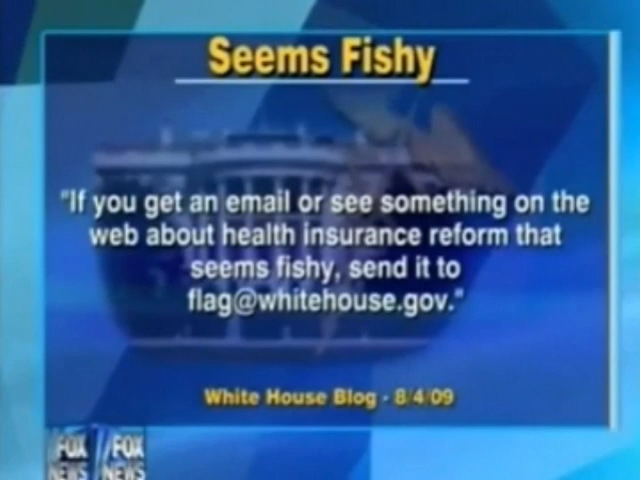 Seems Fishy
"If you get an email or see something on the
web about health insurance reform that
seems fishy, send it to
flag@whitehouse.gov."
White House Blog - 8/4/09
FOX NEWS
FOX NEWS